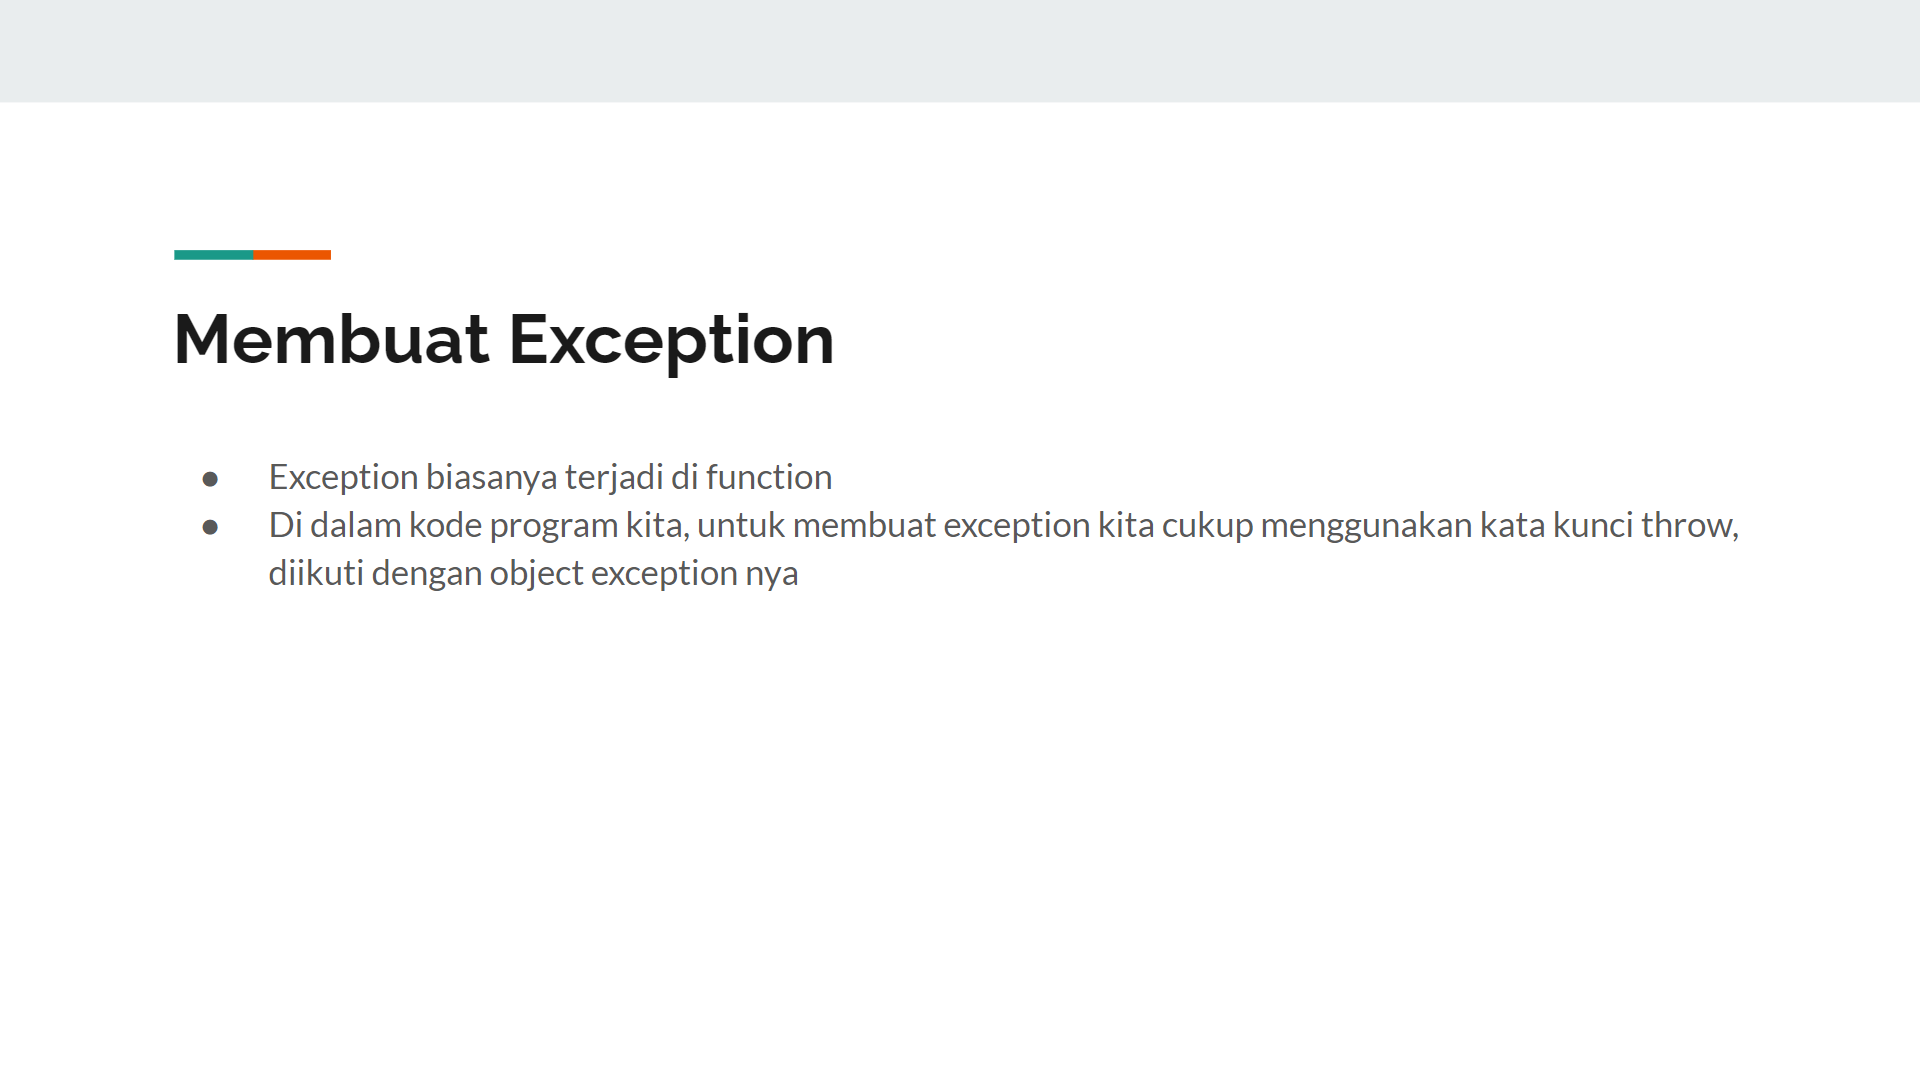 Membuat Exception
● Exception biasanya terjadi di function
● Di dalam kode program kita, untuk membuat exception kita cukup menggunakan kata kunci throw,
diikuti dengan object exception nya